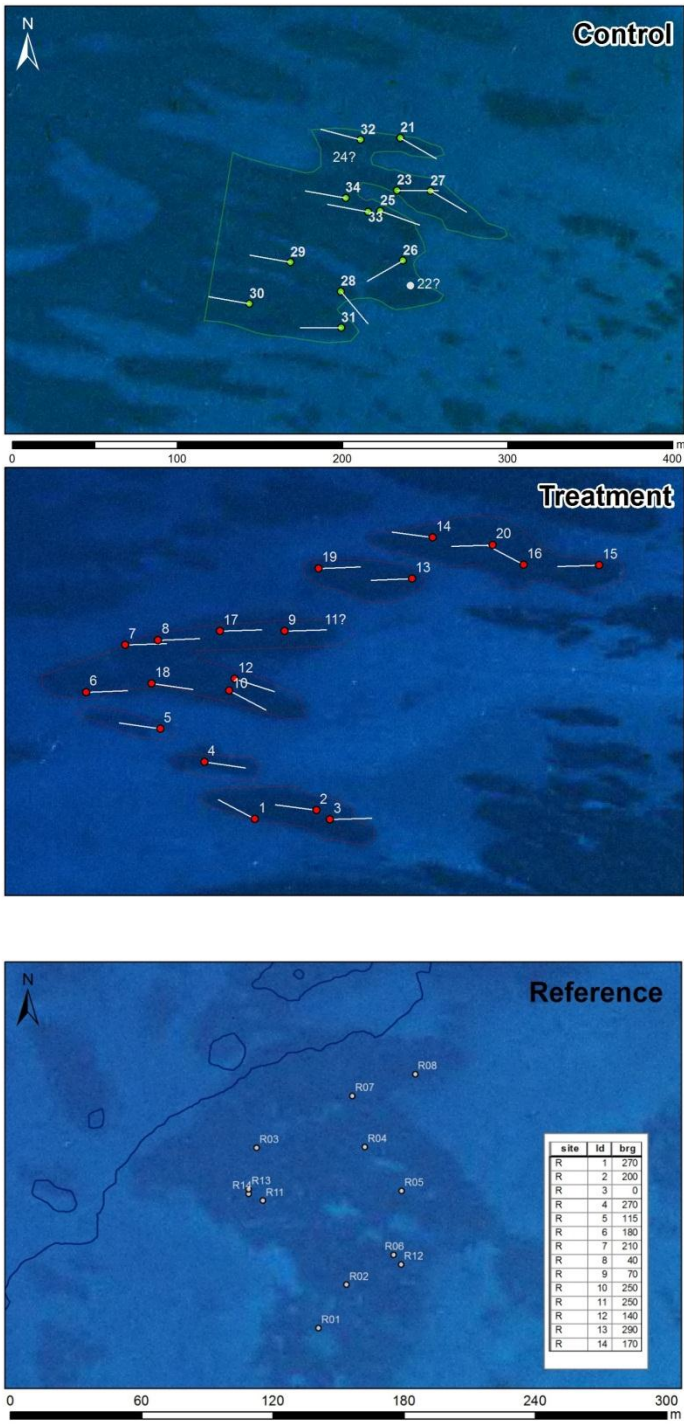 N
Control
32
21
24?
34
23
27
25
33
29
26
28
22?
30
31
0 100 200 300 400 m
Treatment
14
20
19
13
16
15
7
8
17
9
11?
6
18
12
10
5
4
1
2
3
N
Reference
R08
R07
R03
R04
R13
R14
R11
R05
R06
R12
R02
R01
site Id brg
R 1 270
R 2 200
R 3 0
R 4 270
R 5 115
R 6 180
R 7 210
R 8 40
R 9 70
R 10 250
R 11 250
R 12 140
R 13 290
R 14 170
0 60 120 180 240 300 m